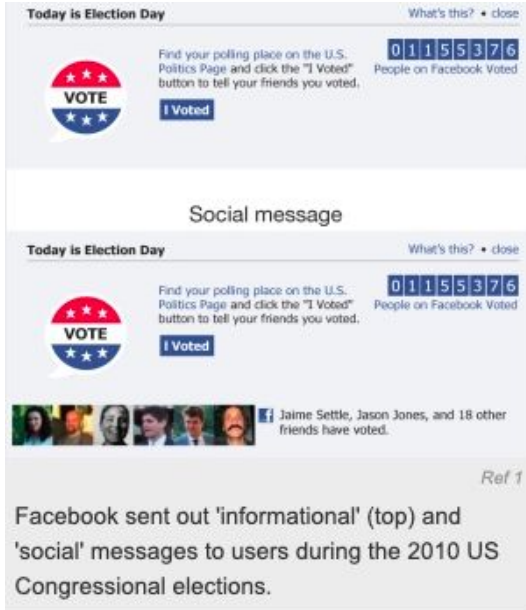 Today is Election Day What's this? • close
Find your polling place on the U.S. 0 1 1 5 5 3 7 6
Politics Page and click the "I Voted" People on Facebook Voted
button to tell your friends you voted.
VOTE
I Voted
Social message
Today is Election Day What's this? • close
Find your polling place on the U.S. 0 1 1 5 5 3 7 6
Politics Page and click the "I Voted" People on Facebook Voted
button to tell your friends you voted.
VOTE
I Voted
f Jaime Settle, Jason Jones, and 18 other
friends have voted.
Ref 1
Facebook sent out 'informational' (top) and
'social' messages to users during the 2010 US
Congressional elections.